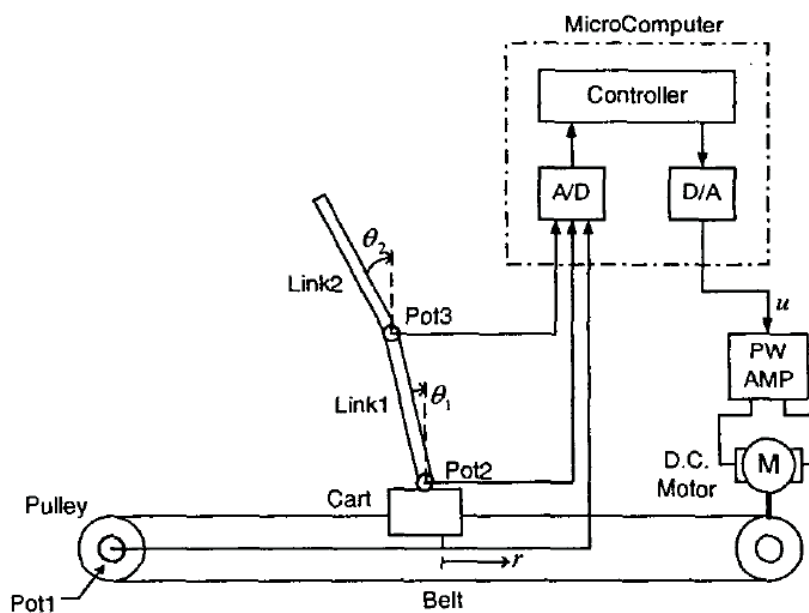 MicroComputer
Controller
A/D
D/A
θ₂
Link2
Pot3
u
PW
AMP
θ₁
Link1
Pot2
D.C.
Motor
M
Cart
Pulley
r
Pot1
Belt